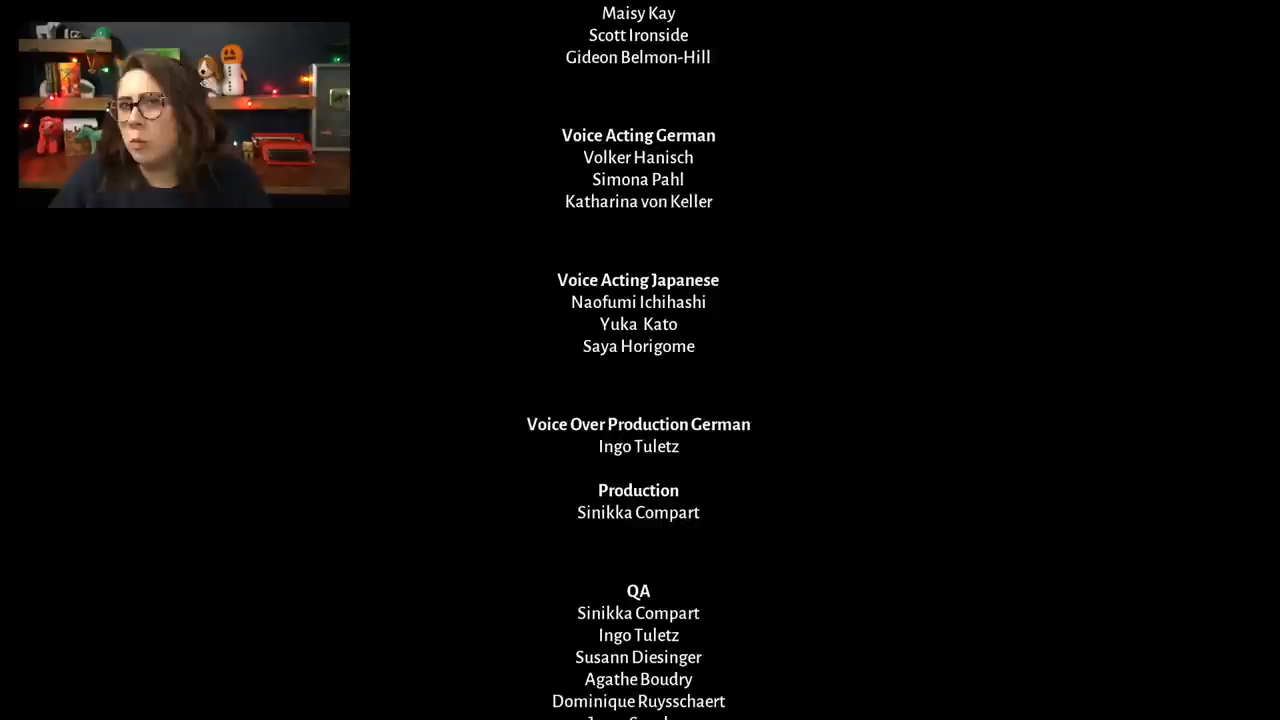 Maisy Kay
Scott Ironside
Gideon Belmon-Hill
Voice Acting German
Volker Hanisch
Simona Pahl
Katharina von Keller
Voice Acting Japanese
Naofumi Ichihashi
Yuka Kato
Saya Horigome
Voice Over Production German
Ingo Tuletz
Production
Sinikka Compart
QA
Sinikka Compart
Ingo Tuletz
Susann Diesinger
Agathe Boudry
Dominique Ruysschaert